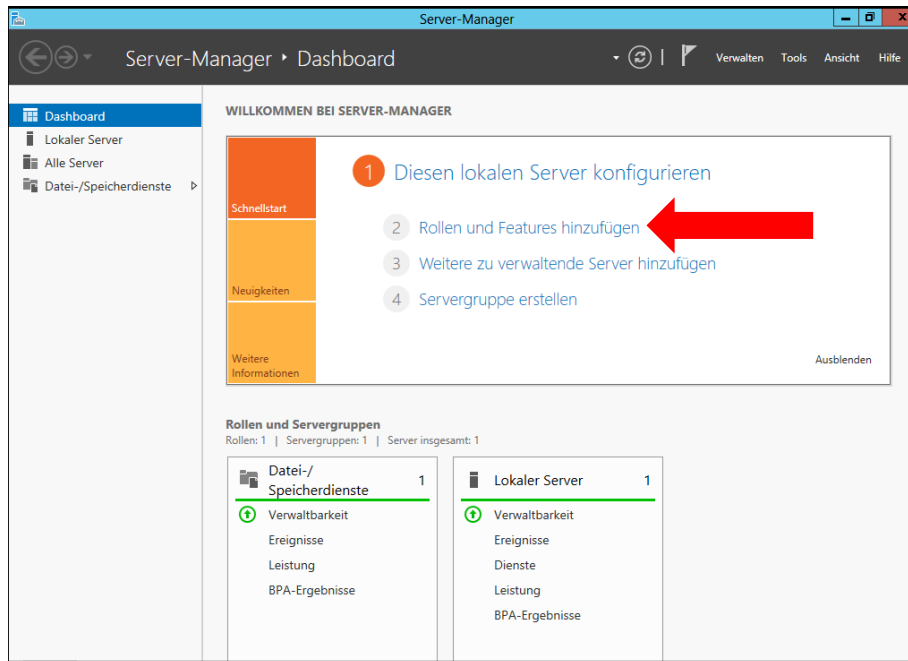 Server-Manager
Server-Manager ‣ Dashboard
Verwalten Tools Ansicht Hilfe
Dashboard
Lokaler Server
Alle Server
Datei-/Speicherdienste
WILLKOMMEN BEI SERVER-MANAGER
Schnellstart
Neuigkeiten
Weitere
Informationen
1 Diesen lokalen Server konfigurieren
2 Rollen und Features hinzufügen
3 Weitere zu verwaltende Server hinzufügen
4 Servergruppe erstellen
Ausblenden
Rollen und Servergruppen
Rollen: 1 | Servergruppen: 1 | Server insgesamt: 1
Datei-/
Speicherdienste 1
Verwaltbarkeit
Ereignisse
Leistung
BPA-Ergebnisse
Lokaler Server 1
Verwaltbarkeit
Ereignisse
Dienste
Leistung
BPA-Ergebnisse